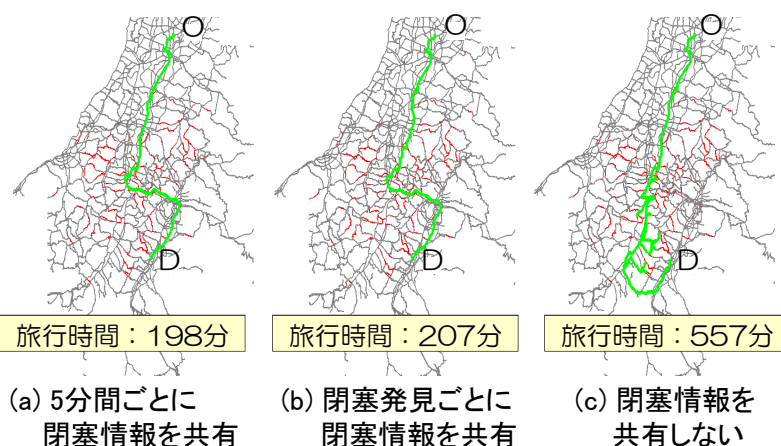 O
D
旅行時間：198分
(a) 5分間ごとに
閉塞情報を共有
O
D
旅行時間：207分
(b) 閉塞発見ごとに
閉塞情報を共有
O
D
旅行時間：557分
(c) 閉塞情報を
共有しない